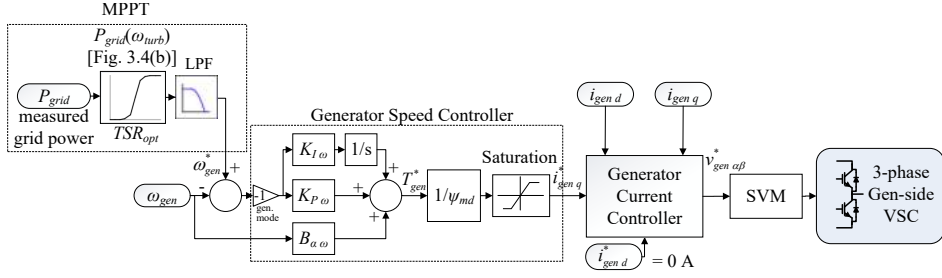 MPPT
P_grid(ω_turb)
[Fig. 3.4(b)]
LPF
P_grid
measured
grid power
TSR_opt
ω*_gen
+
-
ω_gen
Generator Speed Controller
-1
gen.
mode
K_I ω
1/s
K_P ω
B_α ω
+
+
+
T*_gen
1/ψ_md
Saturation
i*_gen q
i_gen d
i_gen q
Generator
Current
Controller
i*_gen d
= 0 A
v*_gen αβ
SVM
3-phase
Gen-side
VSC